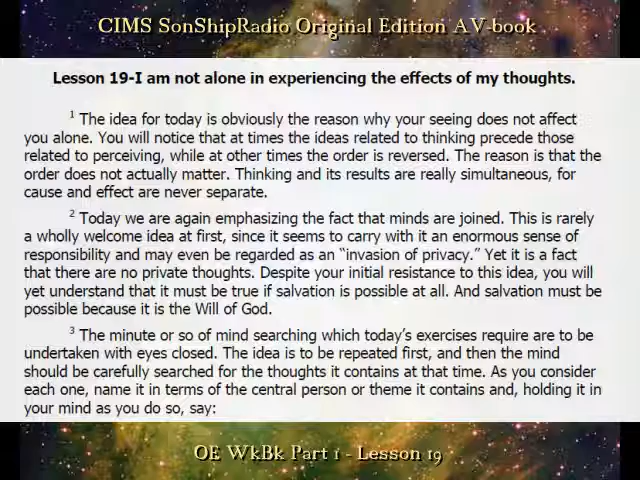 CIMS SonShipRadio Original Edition AV-book
Lesson 19-I am not alone in experiencing the effects of my thoughts.
1 The idea for today is obviously the reason why your seeing does not affect
you alone. You will notice that at times the ideas related to thinking precede those
related to perceiving, while at other times the order is reversed. The reason is that the
order does not actually matter. Thinking and its results are really simultaneous, for
cause and effect are never separate.
2 Today we are again emphasizing the fact that minds are joined. This is rarely
a wholly welcome idea at first, since it seems to carry with it an enormous sense of
responsibility and may even be regarded as an “invasion of privacy.” Yet it is a fact
that there are no private thoughts. Despite your initial resistance to this idea, you will
yet understand that it must be true if salvation is possible at all. And salvation must be
possible because it is the Will of God.
3 The minute or so of mind searching which today’s exercises require are to be
undertaken with eyes closed. The idea is to be repeated first, and then the mind
should be carefully searched for the thoughts it contains at that time. As you consider
each one, name it in terms of the central person or theme it contains and, holding it in
your mind as you do so, say:
OE WkBk Part 1 - Lesson 19